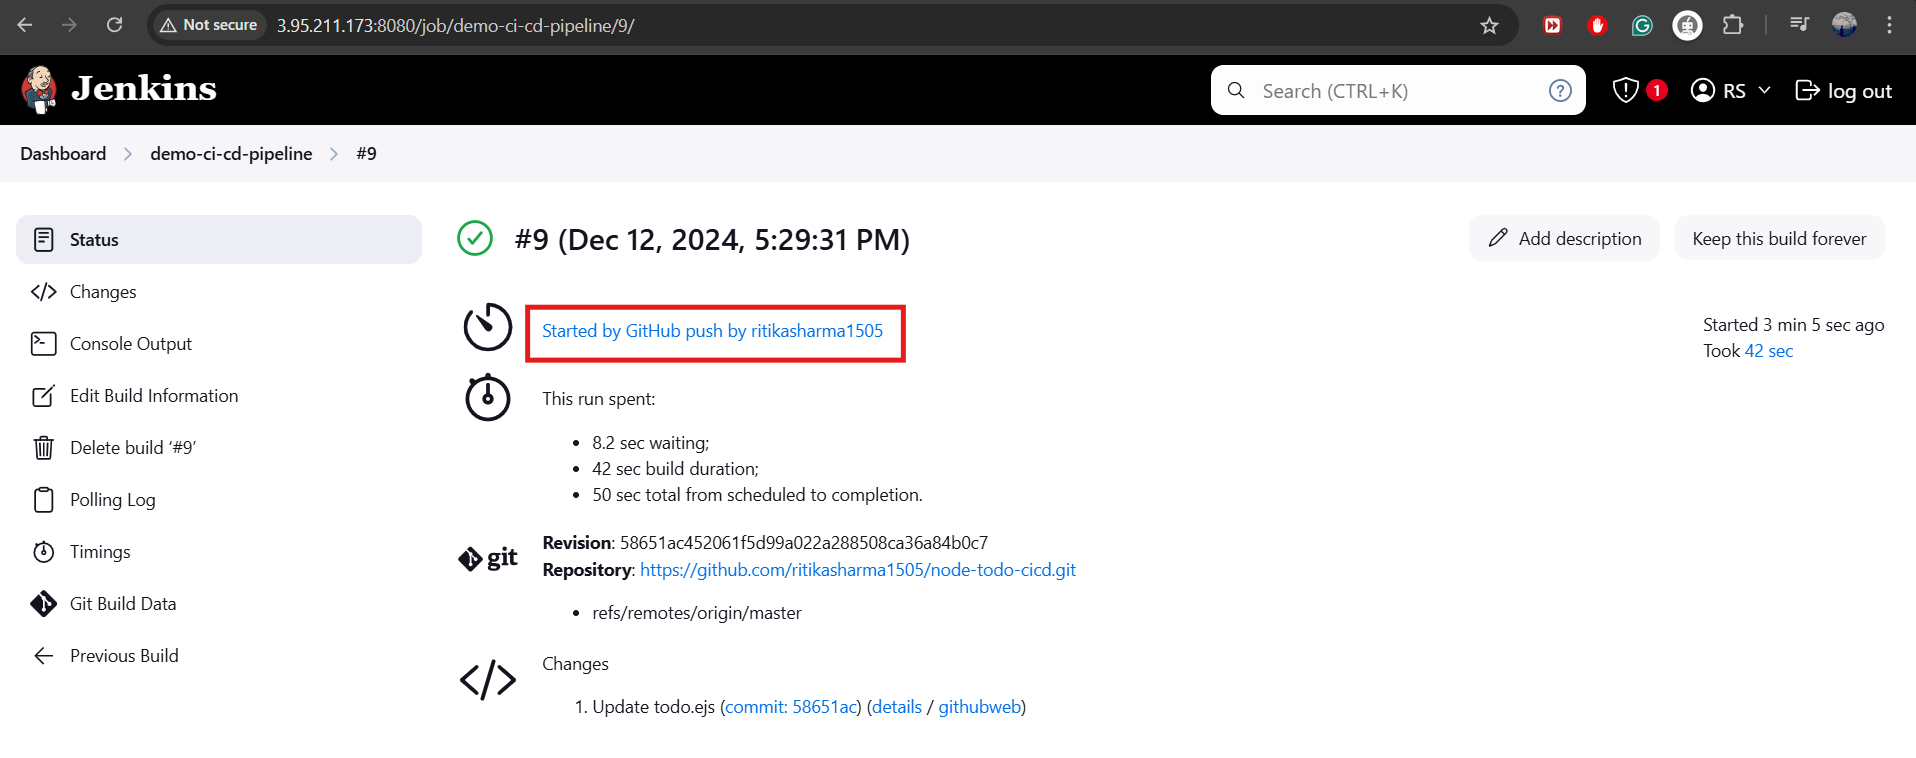 Not secure 3.95.211.173:8080/job/demo-ci-cd-pipeline/9/
Jenkins
Search (CTRL+K) ?
1
RS
log out
Dashboard > demo-ci-cd-pipeline > #9
Status
Changes
Console Output
Edit Build Information
Delete build ‘#9’
Polling Log
Timings
Git Build Data
Previous Build
#9 (Dec 12, 2024, 5:29:31 PM)
Add description
Keep this build forever
Started by GitHub push by ritikasharma1505
Started 3 min 5 sec ago
Took 42 sec
This run spent:
• 8.2 sec waiting;
• 42 sec build duration;
• 50 sec total from scheduled to completion.
git
Revision: 58651ac452061f5d99a022a288508ca36a84b0c7
Repository: https://github.com/ritikasharma1505/node-todo-cicd.git
• refs/remotes/origin/master
Changes
1. Update todo.ejs (commit: 58651ac) (details / githubweb)